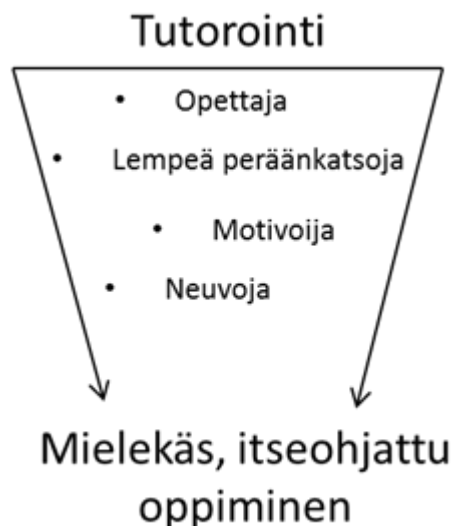 Tutorointi
• Opettaja
• Lempeä peräänkatsoja
• Motivoija
• Neuvoja
Mielekäs, itseohjattu
oppiminen